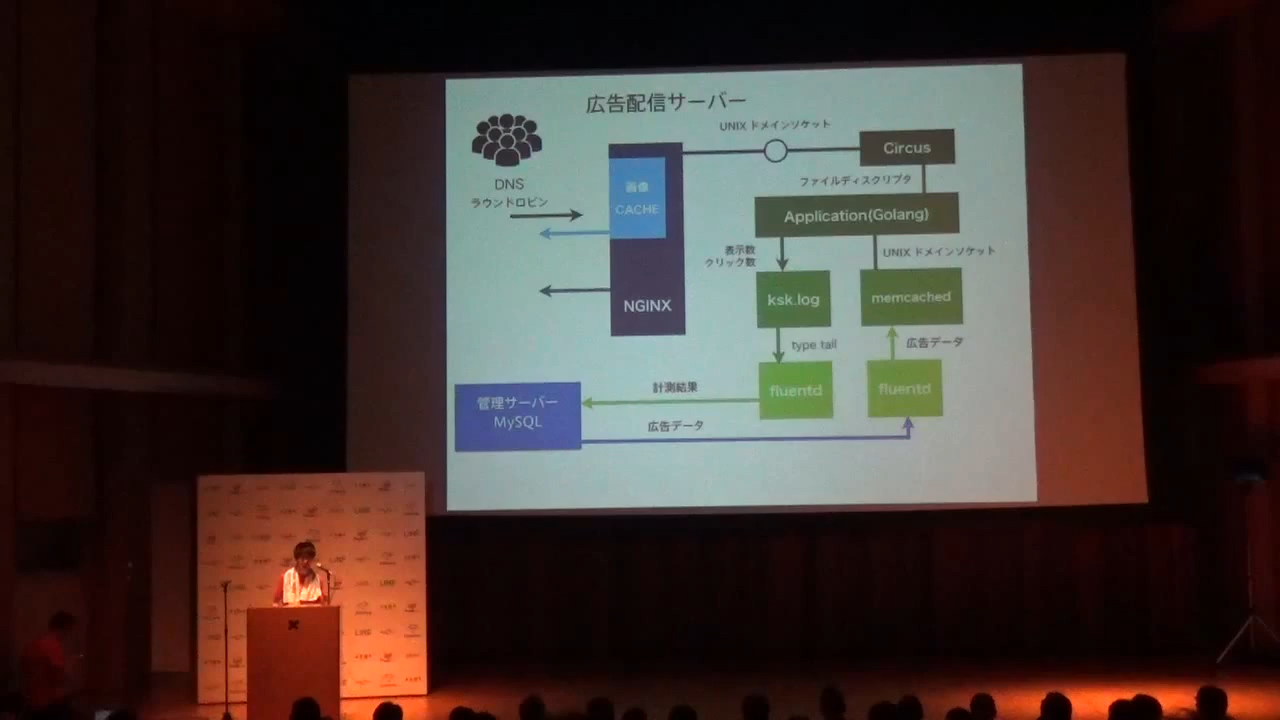 広告配信サーバー
UNIX ドメインソケット
Circus
DNS
ラウンドロビン
画像
CACHE
NGINX
ファイルディスクリプタ
Application(Golang)
表示数
クリック数
UNIX ドメインソケット
ksk.log
memcached
type tail
広告データ
fluentd
fluentd
計測結果
管理サーバー
MySQL
広告データ